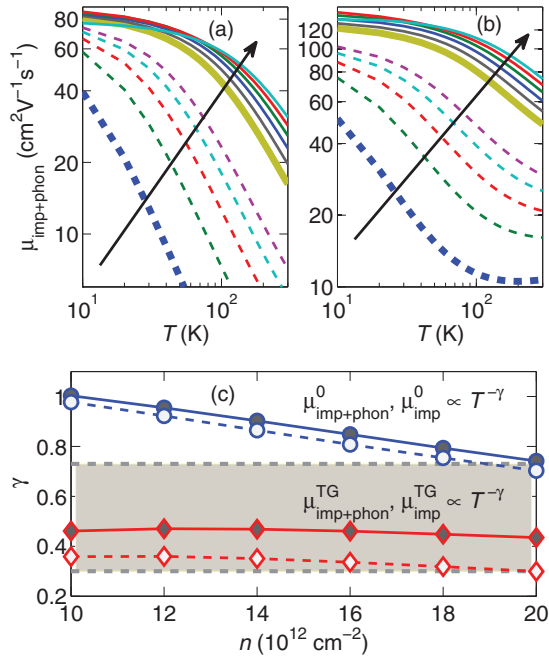 (a)
(b)
μimp+phon (cm²V⁻¹s⁻¹)
80
60
40
20
10
10¹
10²
T (K)
120
100
80
60
40
20
10
10¹
10²
T (K)
(c)
μ⁰imp+phon, μ⁰imp ∝ T⁻ᵞ
μᵀᴳimp+phon, μᵀᴳimp ∝ T⁻ᵞ
γ
1
0.8
0.6
0.4
0.2
10
12
14
16
18
20
n (10¹² cm⁻²)